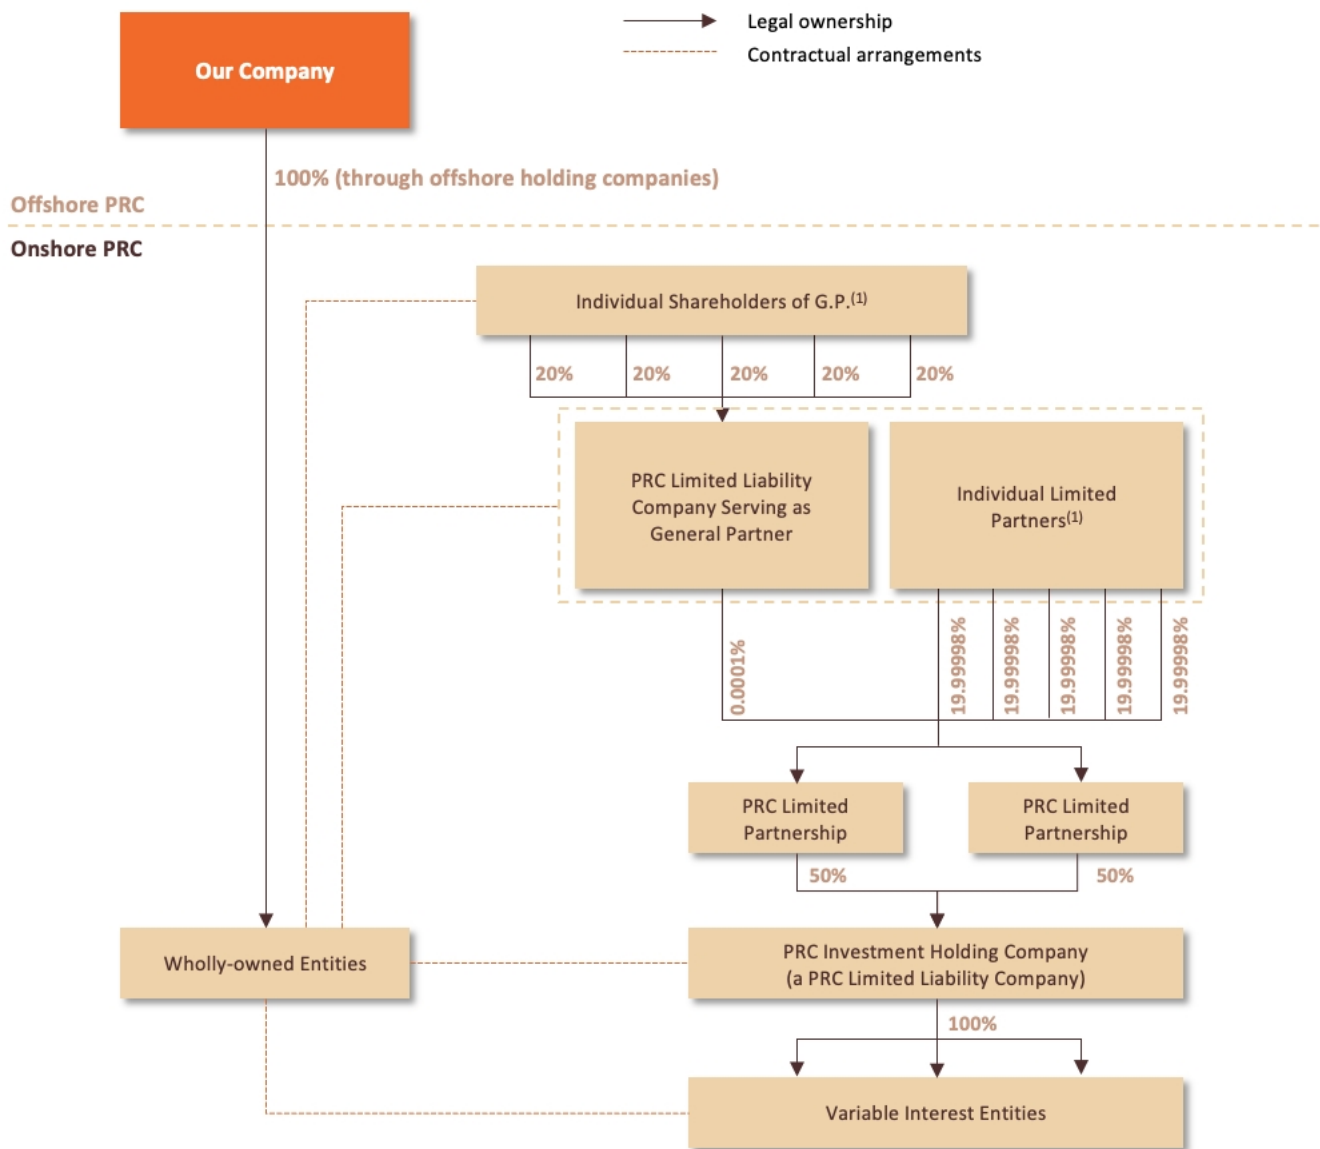 Legal ownership
Contractual arrangements
Our Company
100% (through offshore holding companies)
Offshore PRC
Onshore PRC
Individual Shareholders of G.P.(1)
20%
20%
20%
20%
20%
PRC Limited Liability
Company Serving as
General Partner
Individual Limited
Partners(1)
0.0001%
19.99998%
19.99998%
19.99998%
19.99998%
19.99998%
PRC Limited
Partnership
PRC Limited
Partnership
50%
50%
Wholly-owned Entities
PRC Investment Holding Company
(a PRC Limited Liability Company)
100%
Variable Interest Entities